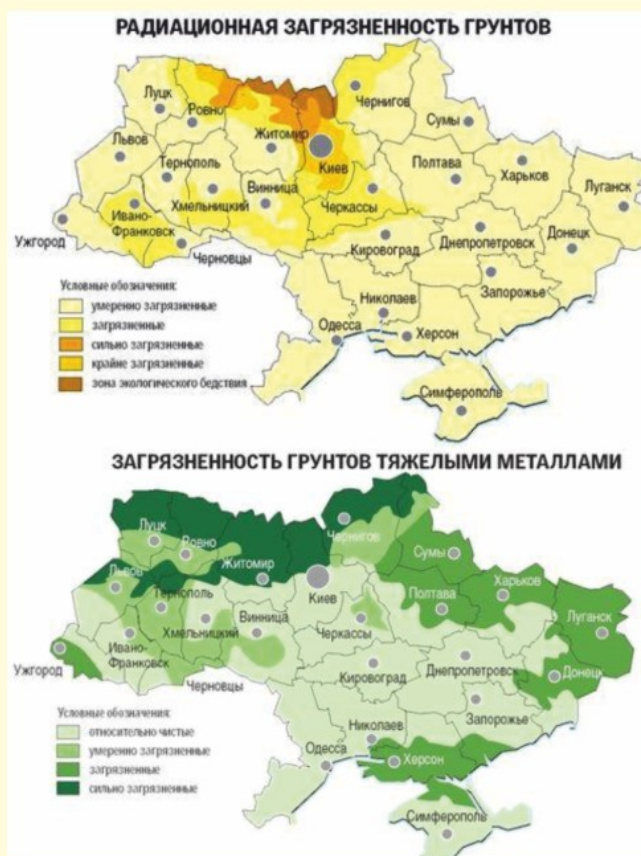 РАДИАЦИОННАЯ ЗАГРЯЗНЕННОСТЬ ГРУНТОВ
Луцк
Ровно
Чернигов
Сумы
Житомир
Львов
Киев
Тернополь
Полтава
Харьков
Хмельницкий
Винница
Луганск
Ивано-
Франковск
Черкассы
Ужгород
Черновцы
Кировоград
Днепропетровск
Донецк
Николаев
Запорожье
Одесса
Херсон
Симферополь
Условные обозначения:
умеренно загрязненные
загрязненные
сильно загрязненные
крайне загрязненные
зона экологического бедствия
ЗАГРЯЗНЕННОСТЬ ГРУНТОВ ТЯЖЕЛЫМИ МЕТАЛЛАМИ
Луцк
Ровно
Чернигов
Сумы
Житомир
Львов
Киев
Тернополь
Полтава
Харьков
Хмельницкий
Винница
Черкассы
Луганск
Ивано-
Франковск
Ужгород
Черновцы
Кировоград
Днепропетровск
Донецк
Николаев
Запорожье
Одесса
Херсон
Симферополь
Условные обозначения:
относительно чистые
умеренно загрязненные
загрязненные
сильно загрязненные